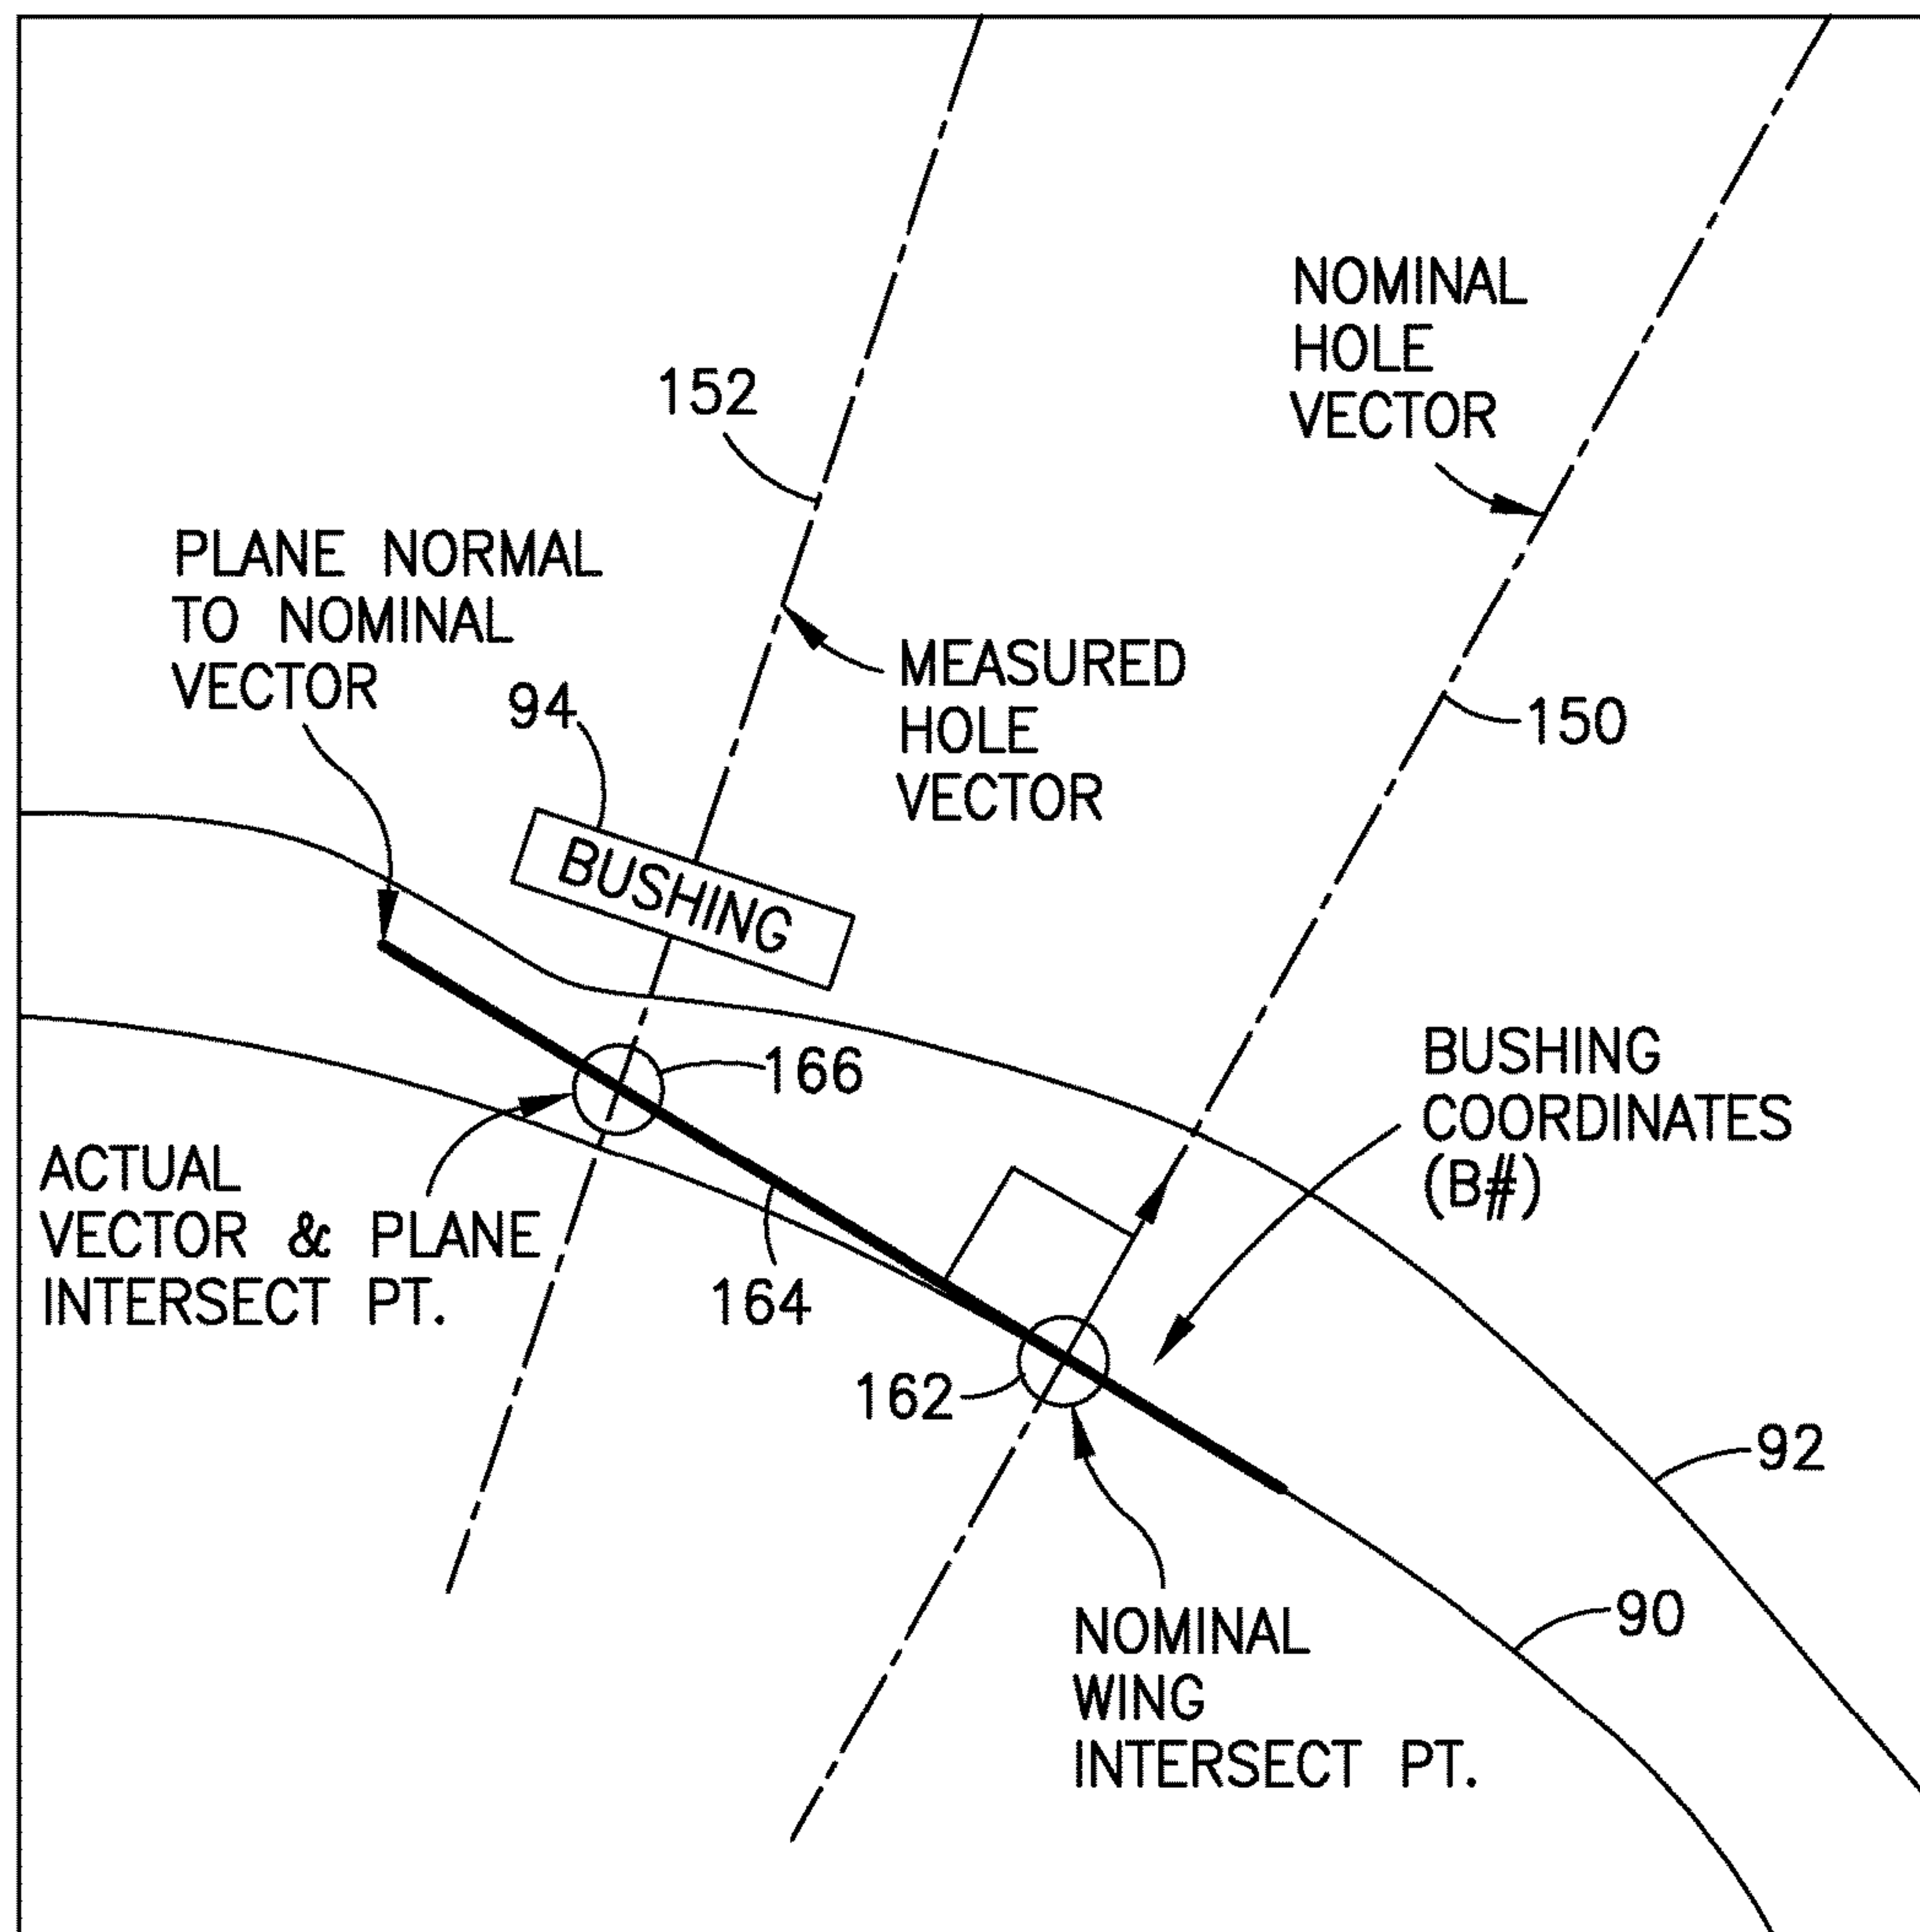 NOMINAL
HOLE
VECTOR
152
PLANE NORMAL
TO NOMINAL
VECTOR
94
MEASURED
HOLE
VECTOR
150
BUSHING
166
BUSHING
COORDINATES
(B#)
ACTUAL
VECTOR & PLANE
INTERSECT PT.
164
162
92
90
NOMINAL
WING
INTERSECT PT.